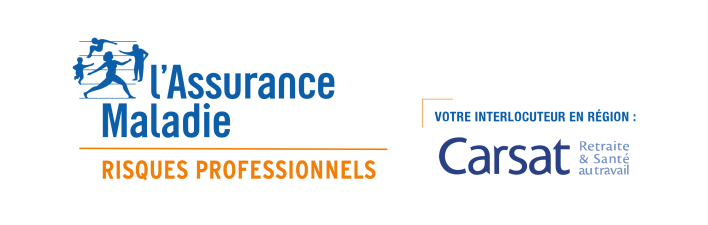 l'Assurance
Maladie
RISQUES PROFESSIONNELS
VOTRE INTERLOCUTEUR EN RÉGION :
Carsat
Retraite
& Santé
au travail